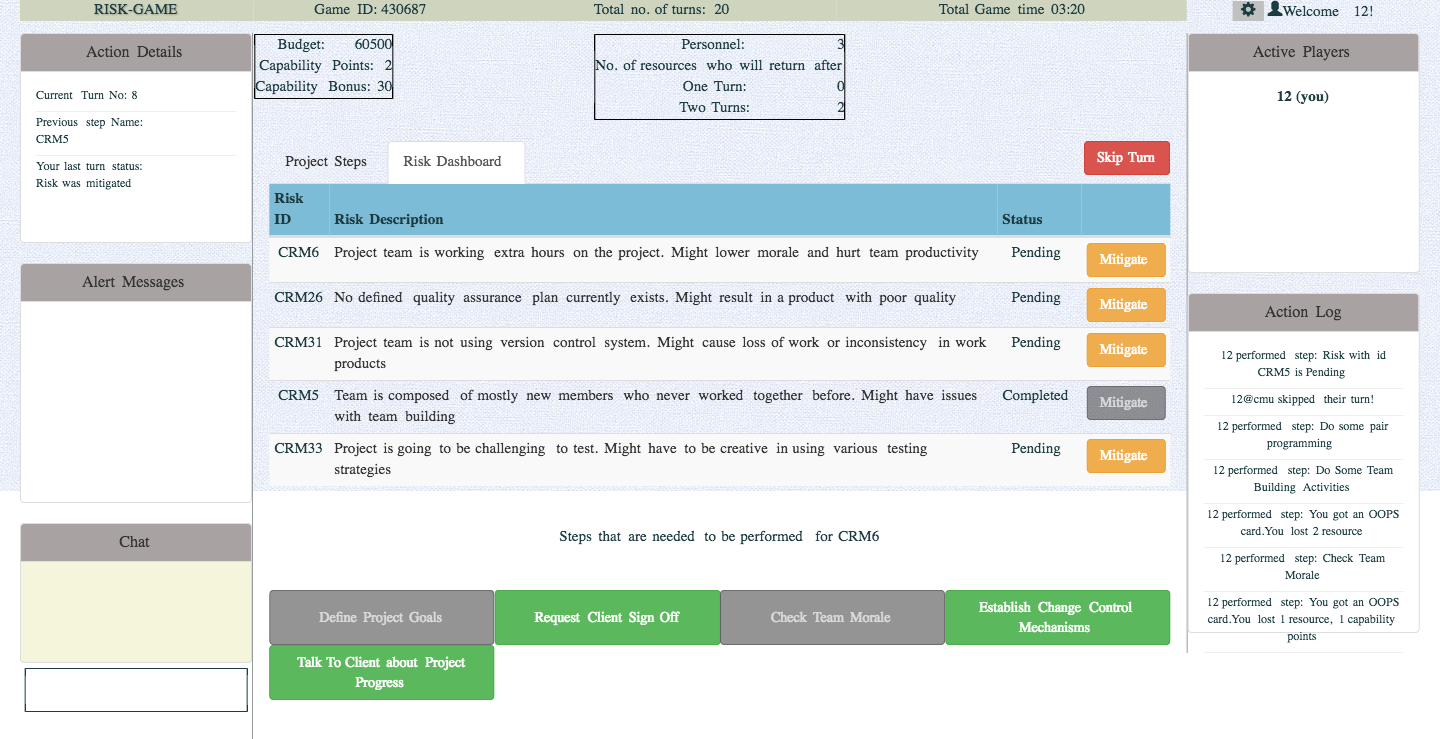 RISK-GAME
Game ID: 430687
Total no. of turns: 20
Total Game time 03:20
Welcome 12!
Action Details
Current Turn No: 8
Previous step Name:
CRM5
Your last turn status:
Risk was mitigated
Alert Messages
Chat
Budget: 60500
Capability Points: 2
Capability Bonus: 30
Personnel: 3
No. of resources who will return after
One Turn: 0
Two Turns: 2
Project Steps
Risk Dashboard
Skip Turn
Risk
ID
Risk Description
Status
CRM6 Project team is working extra hours on the project. Might lower morale and hurt team productivity Pending Mitigate
CRM26 No defined quality assurance plan currently exists. Might result in a product with poor quality Pending Mitigate
CRM31 Project team is not using version control system. Might cause loss of work or inconsistency in work Pending Mitigate
products
CRM5 Team is composed of mostly new members who never worked together before. Might have issues Completed Mitigate
with team building
CRM33 Project is going to be challenging to test. Might have to be creative in using various testing Pending Mitigate
strategies
Steps that are needed to be performed for CRM6
Define Project Goals
Request Client Sign Off
Check Team Morale
Establish Change Control
Mechanisms
Talk To Client about Project
Progress
Active Players
12 (you)
Action Log
12 performed step: Risk with id
CRM5 is Pending
12@cmu skipped their turn!
12 performed step: Do some pair
programming
12 performed step: Do Some Team
Building Activities
12 performed step: You got an OOPS
card.You lost 2 resource
12 performed step: Check Team
Morale
12 performed step: You got an OOPS
card.You lost 1 resource, 1 capability
points